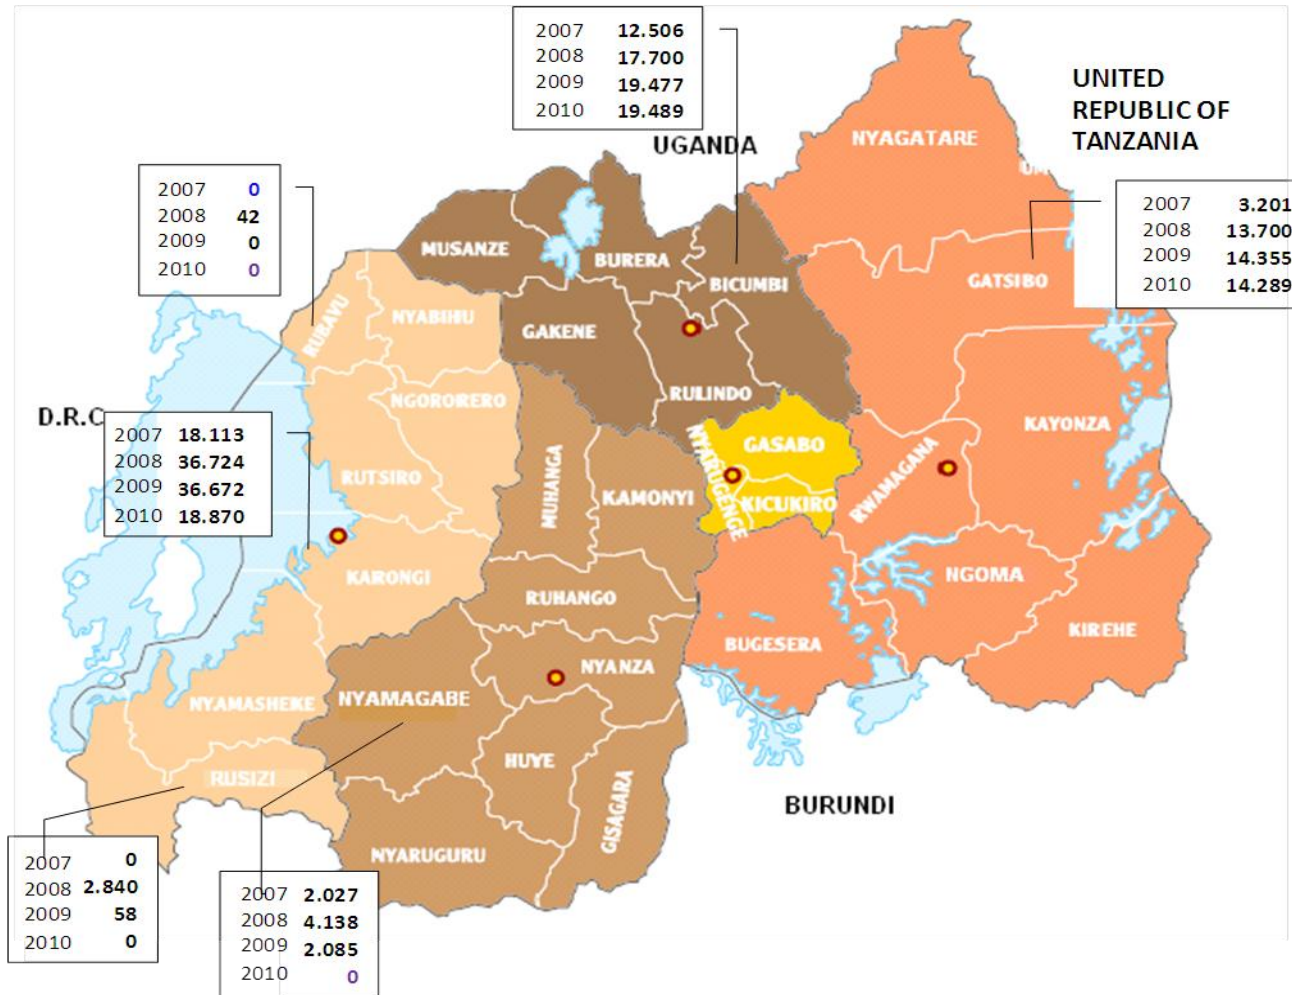 2007 12.506
2008 17.700
2009 19.477
2010 19.489
UNITED
REPUBLIC OF
TANZANIA
UGANDA
NYAGATARE
UM
2007 0
2008 42
2009 0
2010 0
2007 3.201
2008 13.700
2009 14.355
2010 14.289
MUSANZE
BURERA
BICUMBI
GATSIBO
RUBAVU
NYABIHU
GAKENE
RULINDO
NGORORERO
D.R.C
2007 18.113
2008 36.724
2009 36.672
2010 18.870
RUTSIRO
MUHANGA
KAMONYI
NYARUGENGE
GASABO
KICUKIRO
RWAMAGANA
KAYONZA
KARONGI
RUHANGO
NGOMA
BUGESERA
KIREHE
NYAMASHEKE
NYAMAGABE
NYANZA
RUSIZI
HUYE
GISAGARA
BURUNDI
NYARUGURU
2007 0
2008 2.840
2009 58
2010 0
2007 2.027
2008 4.138
2009 2.085
2010 0